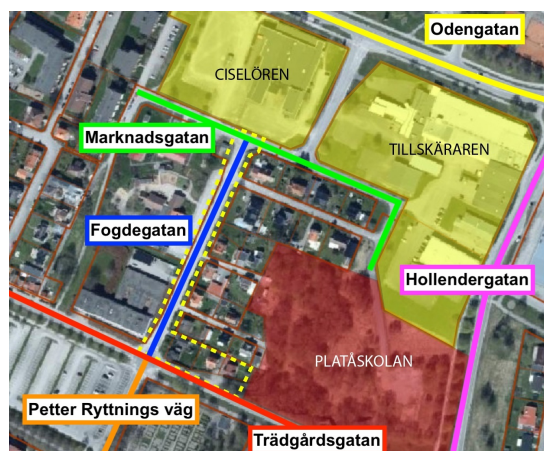 Odengatan
CISELÖREN
Marknadsgatan
TILLSKÄRAREN
Fogdegatan
Hollendergatan
PLATÅSKOLAN
Petter Ryttnings väg
Trädgårdsgatan